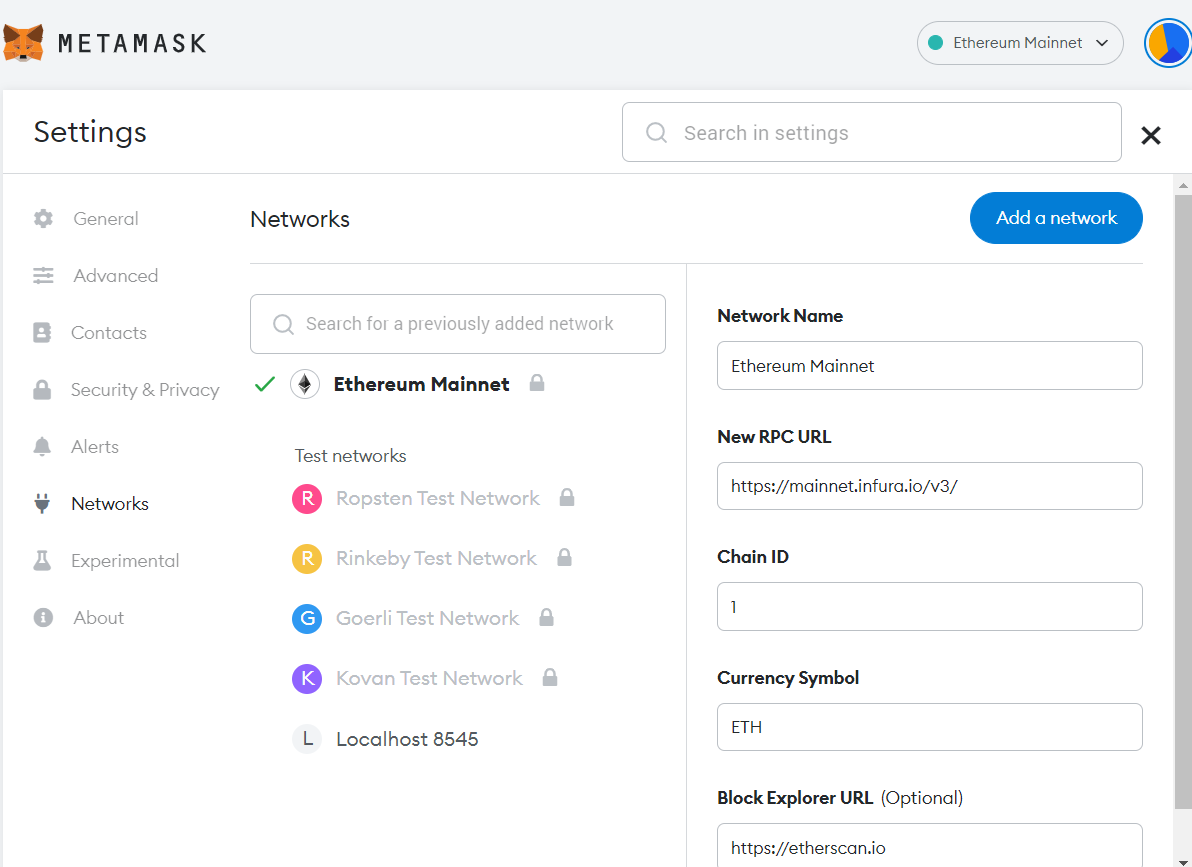 METAMASK
Ethereum Mainnet
Settings
Search in settings
General
Advanced
Contacts
Security & Privacy
Alerts
Networks
Experimental
About
Networks
Add a network
Search for a previously added network
Ethereum Mainnet
Test networks
R Ropsten Test Network
R Rinkeby Test Network
G Goerli Test Network
K Kovan Test Network
L Localhost 8545
Network Name
Ethereum Mainnet
New RPC URL
https://mainnet.infura.io/v3/
Chain ID
1
Currency Symbol
ETH
Block Explorer URL (Optional)
https://etherscan.io